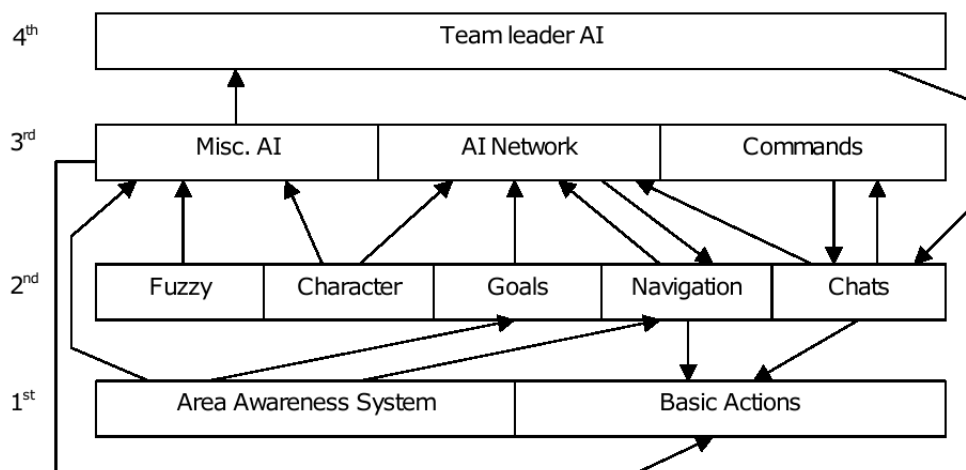 4th
Team leader AI
3rd
Misc. AI AI Network Commands
2nd
Fuzzy Character Goals Navigation Chats
1st
Area Awareness System Basic Actions